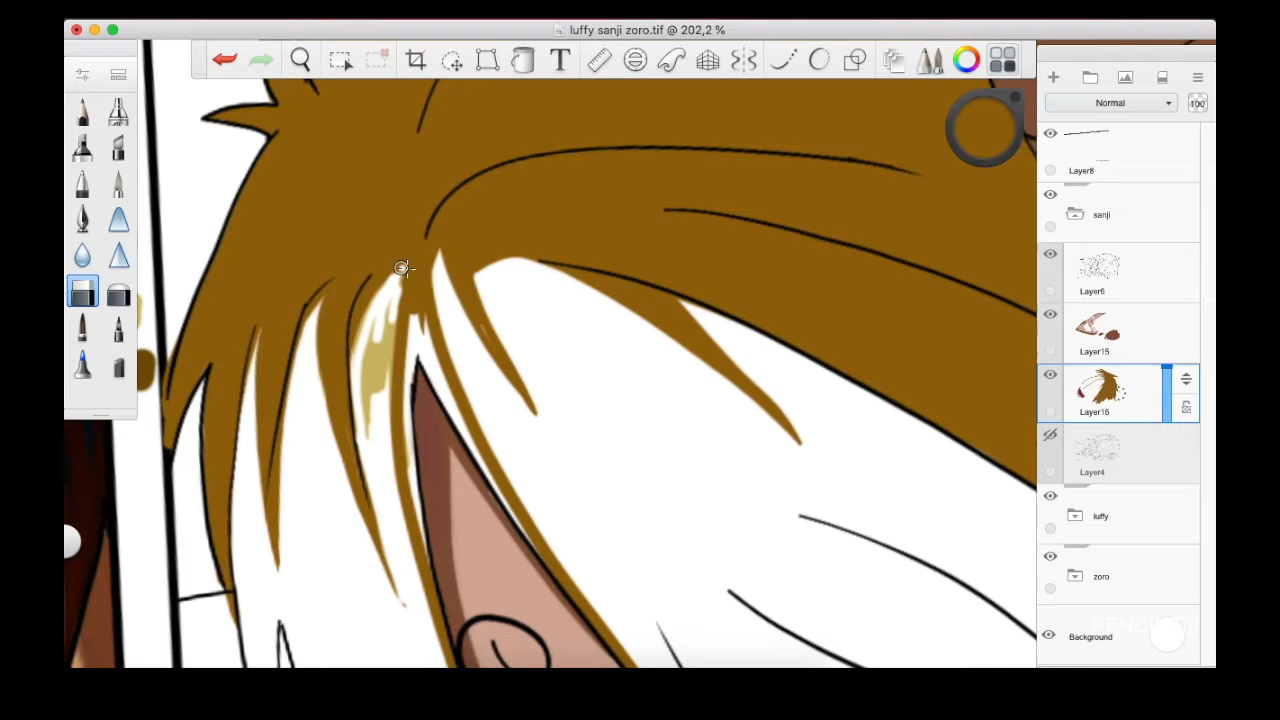 luffy sanji zoro.tif @ 202,2 %
T
Normal
100
Layer8
sanji
Layer6
Layer15
Layer16
Layer4
luffy
zoro
Background